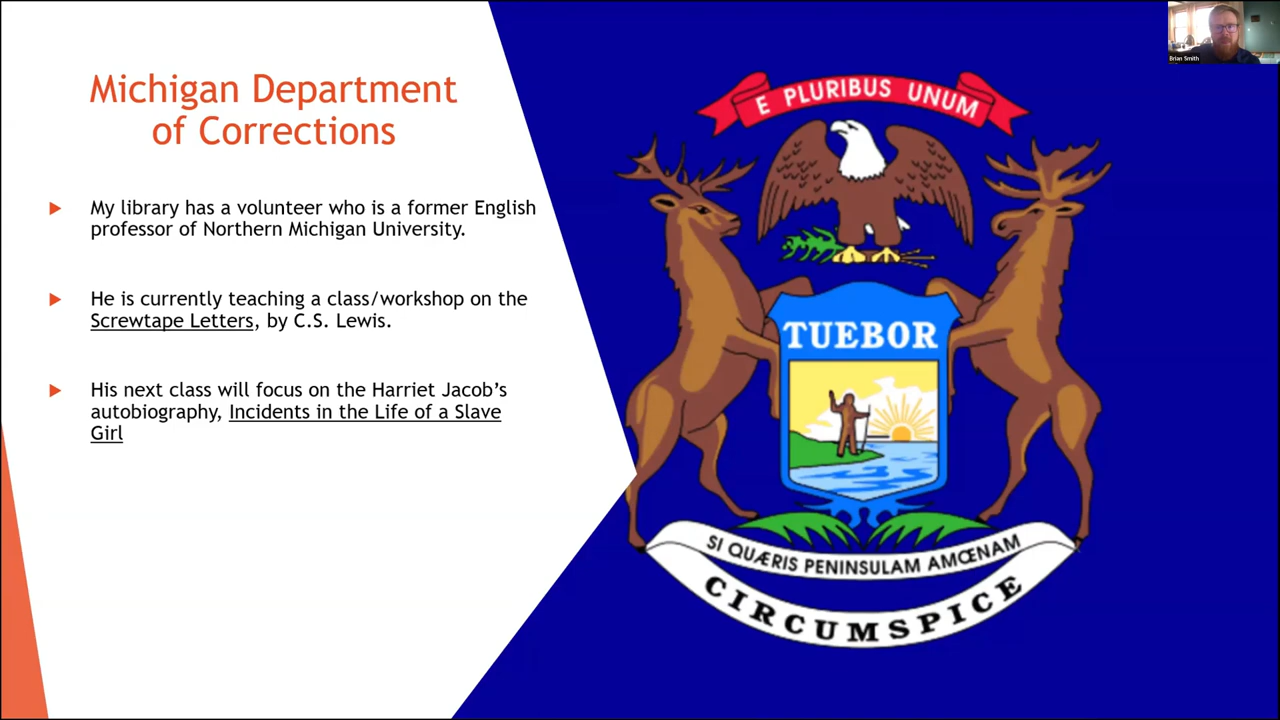 Michigan Department
of Corrections
My library has a volunteer who is a former English
professor of Northern Michigan University.
He is currently teaching a class/workshop on the
Screwtape Letters, by C.S. Lewis.
His next class will focus on the Harriet Jacob's
autobiography, Incidents in the Life of a Slave
Girl
E PLURIBUS UNUM
TUEBOR
SI QUÆRIS PENINSULAM AMŒNAM
CIRCUMSPICE
Brian Smith